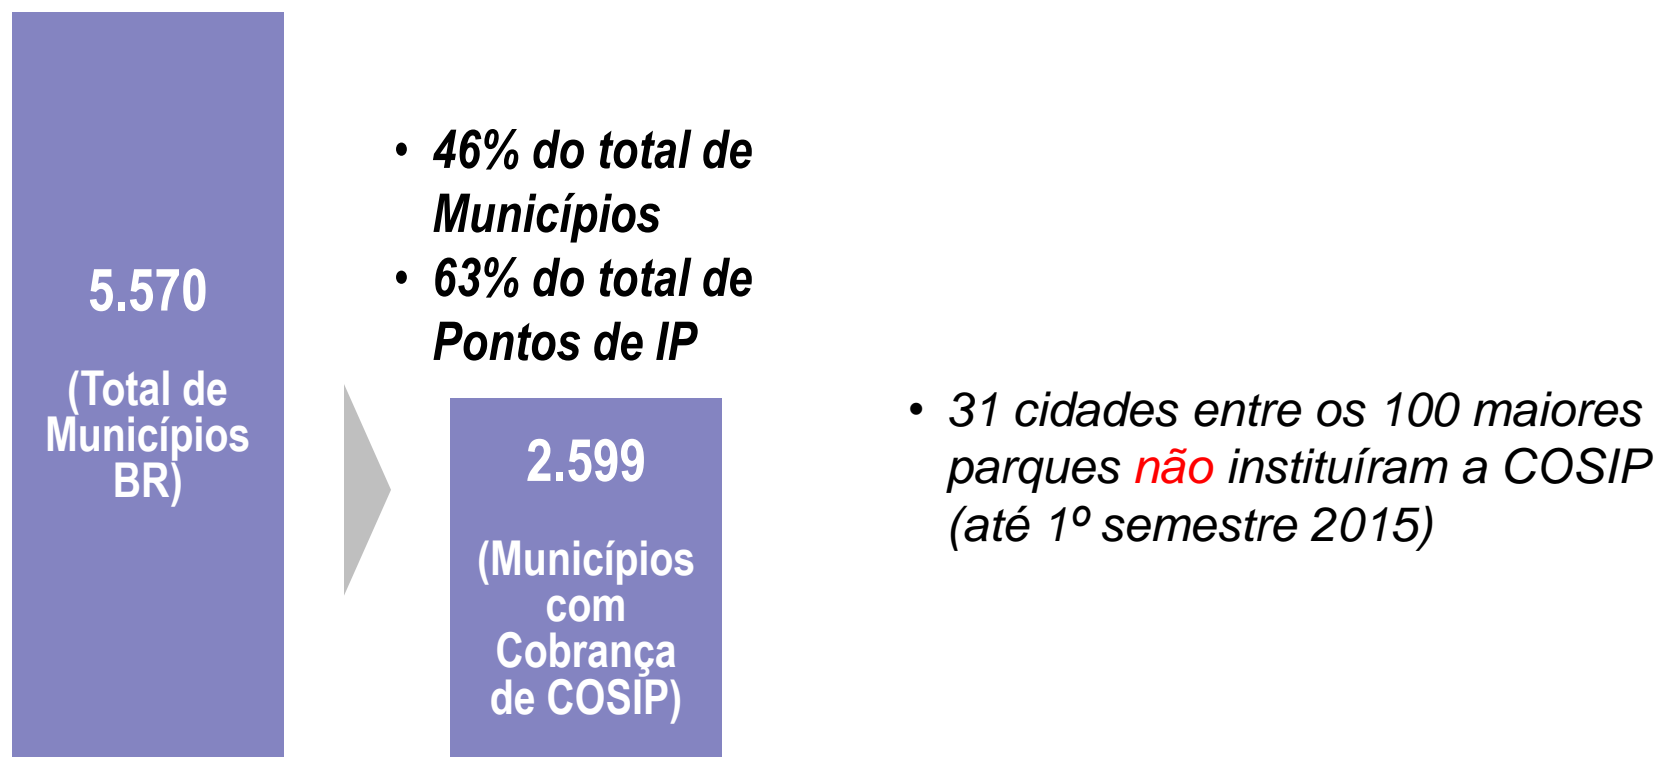 5.570
(Total de
Municípios
BR)
• 46% do total de
Municípios
• 63% do total de
Pontos de IP
2.599
(Municípios
com
Cobrança
de COSIP)
• 31 cidades entre os 100 maiores
parques não instituíram a COSIP
(até 1º semestre 2015)